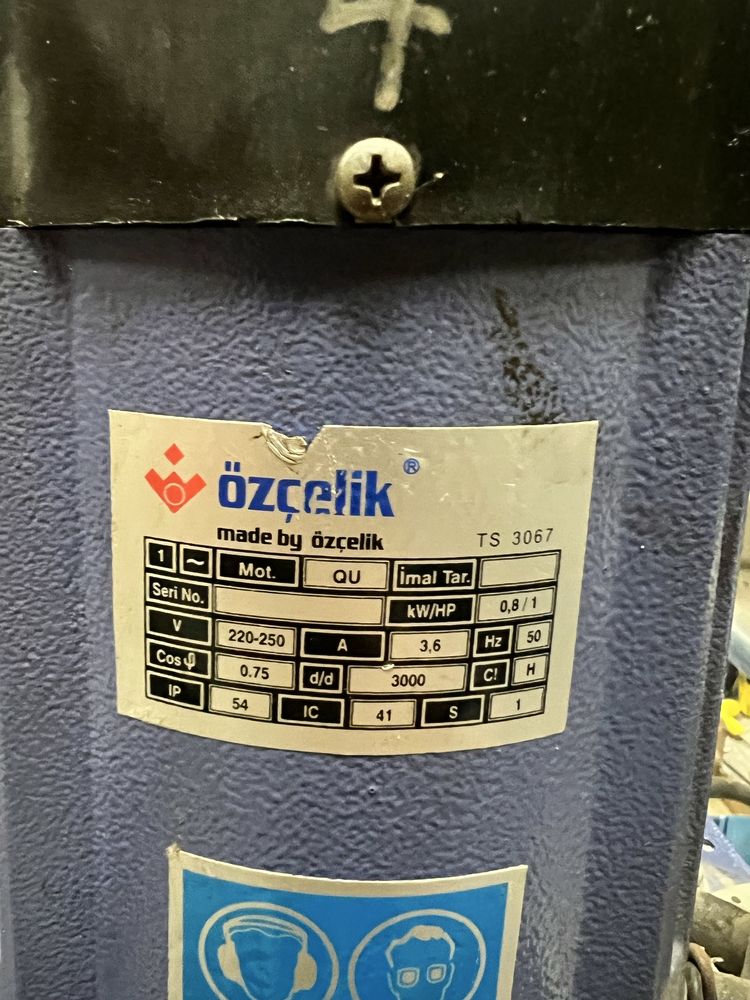 özçelik ®
made by özçelik TS 3067
1 ~ Mot. QU İmal Tar.
Seri No. kW/HP 0,8 / 1
V 220-250 A 3,6 Hz 50
Cos φ 0.75 d/d 3000 C! H
IP 54 IC 41 S 1